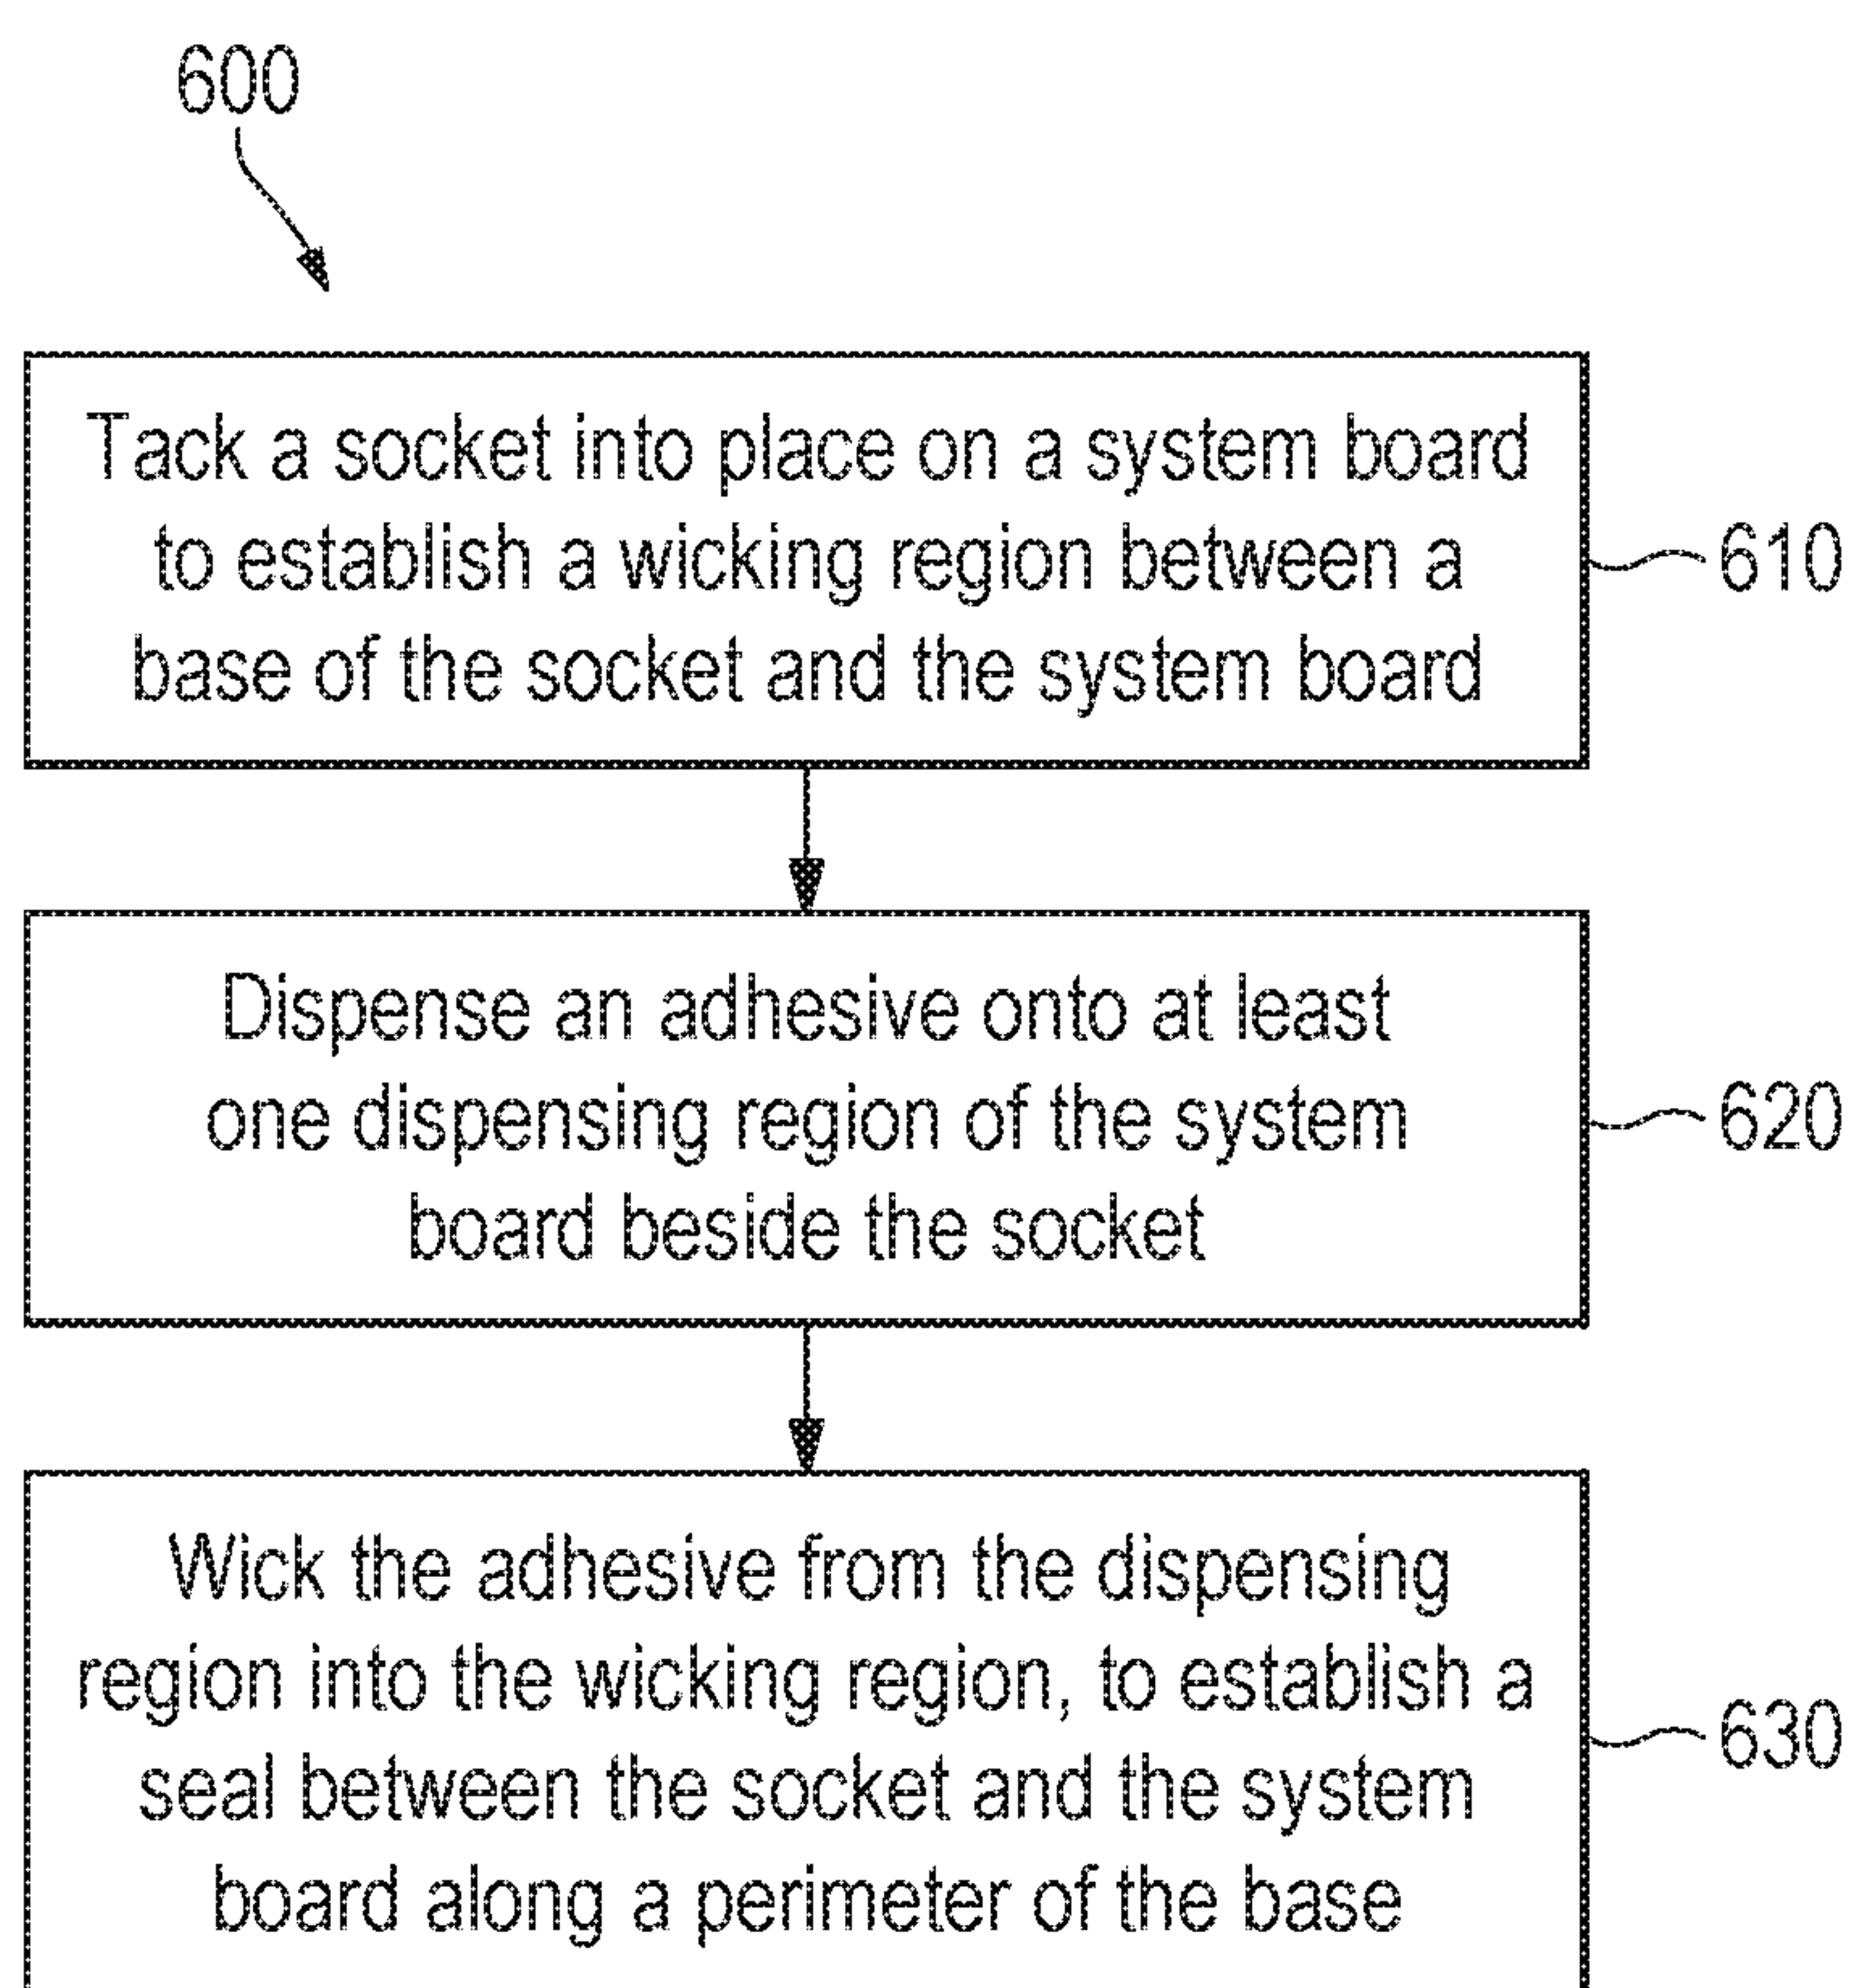 600
Tack a socket into place on a system board
to establish a wicking region between a
base of the socket and the system board
610
Dispense an adhesive onto at least
one dispensing region of the system
board beside the socket
620
Wick the adhesive from the dispensing
region into the wicking region, to establish a
seal between the socket and the system
board along a perimeter of the base
630